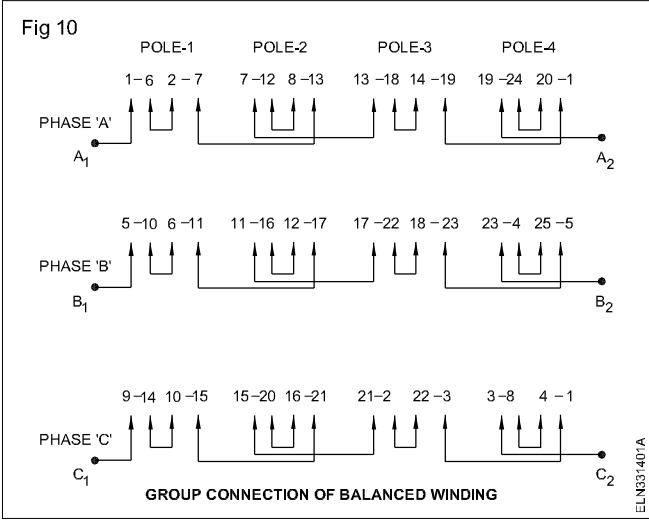 Fig 10
POLE-1 POLE-2 POLE-3 POLE-4
1-6 2-7 7-12 8-13 13-18 14-19 19-24 20-1
PHASE 'A'
A1 A2
5-10 6-11 11-16 12-17 17-22 18-23 23-4 25-5
PHASE 'B'
B1 B2
9-14 10-15 15-20 16-21 21-2 22-3 3-8 4-1
PHASE 'C'
C1 C2
GROUP CONNECTION OF BALANCED WINDING
ELN331401A